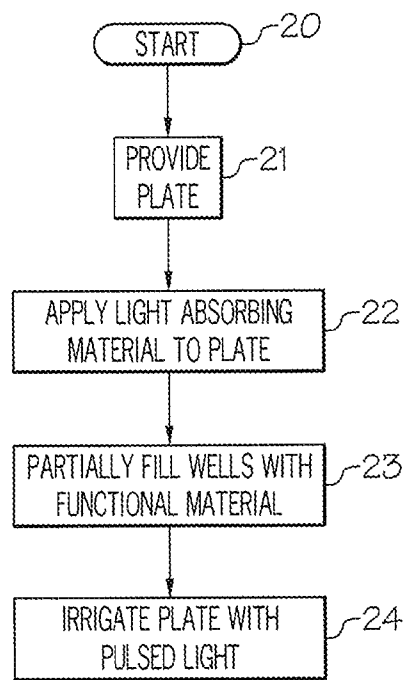 START
20
PROVIDE
PLATE
21
APPLY LIGHT ABSORBING
MATERIAL TO PLATE
22
PARTIALLY FILL WELLS WITH
FUNCTIONAL MATERIAL
23
IRRIGATE PLATE WITH
PULSED LIGHT
24